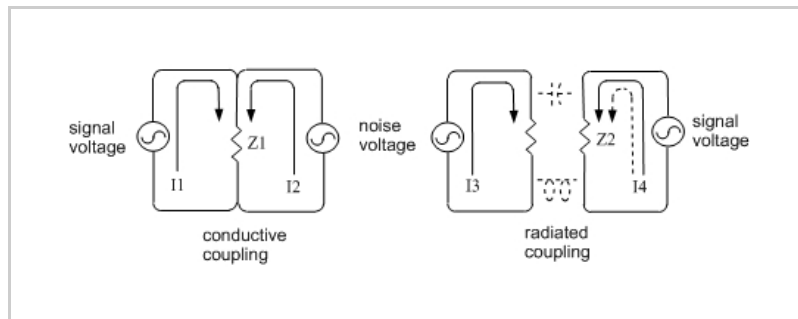 signal
voltage
I1
Z1
I2
conductive
coupling
noise
voltage
I3
Z2
I4
signal
voltage
radiated
coupling